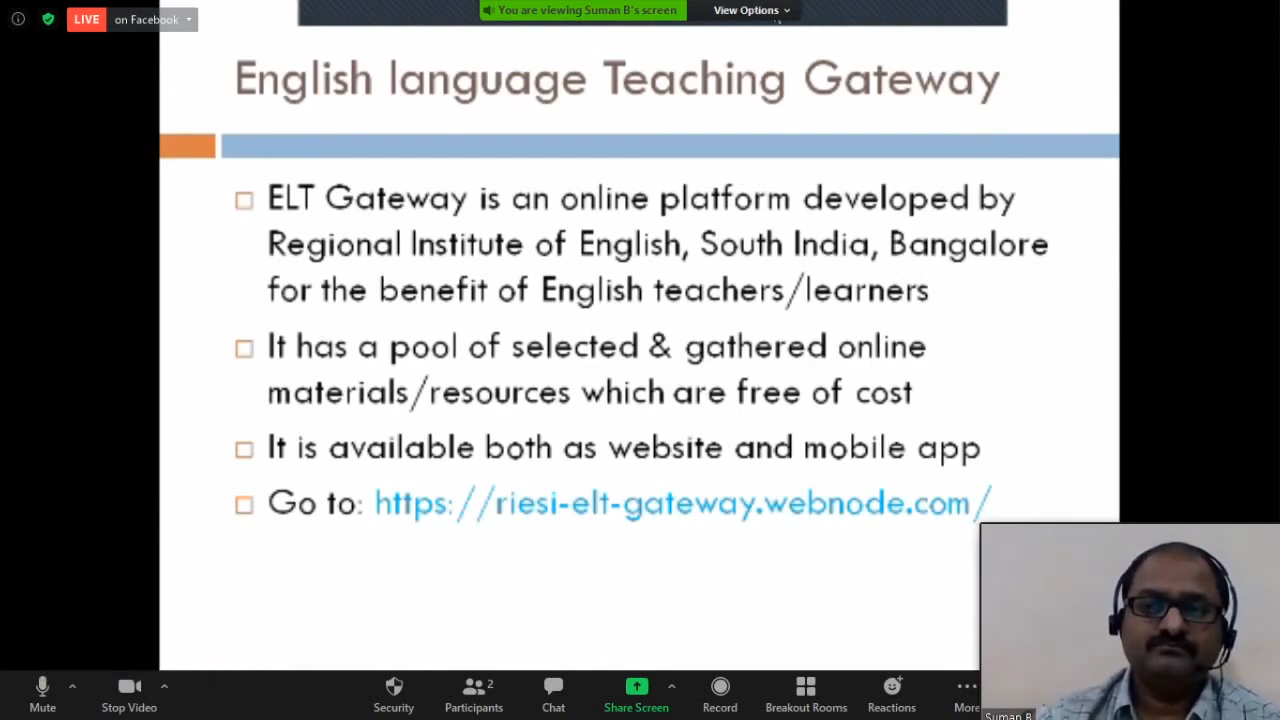 LIVE on Facebook
You are viewing Suman B's screen
View Options
English language Teaching Gateway
ELT Gateway is an online platform developed by
Regional Institute of English, South India, Bangalore
for the benefit of English teachers/learners
It has a pool of selected & gathered online
materials/resources which are free of cost
It is available both as website and mobile app
Go to: https://riesi-elt-gateway.webnode.com/
Suman B
Mute
Stop Video
Security
Participants 2
Chat
Share Screen
Record
Breakout Rooms
Reactions
More